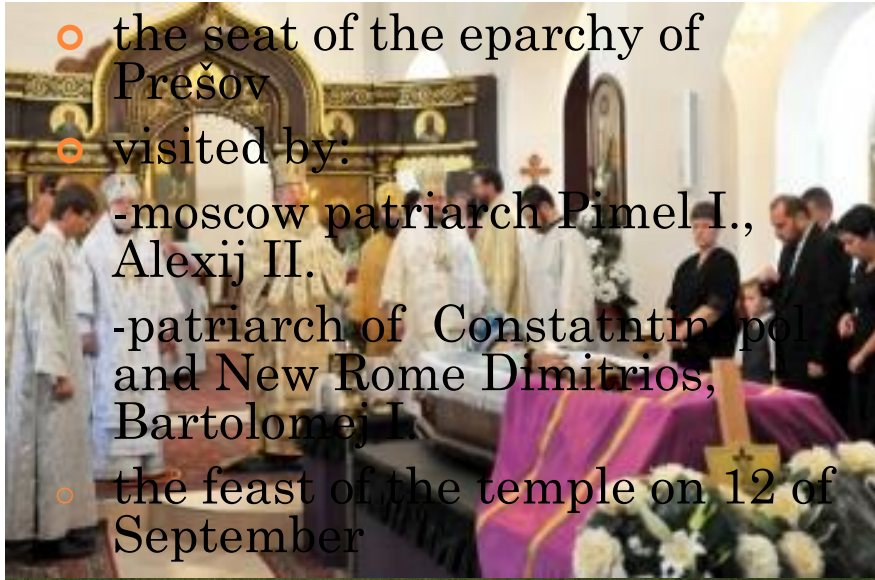 the seat of the eparchy of
Prešov
visited by:
-moscow patriarch Pimel I.,
Alexij II.
-patriarch of Constatntinopol
and New Rome Dimitrios,
Bartolomej I.
the feast of the temple on 12 of
September